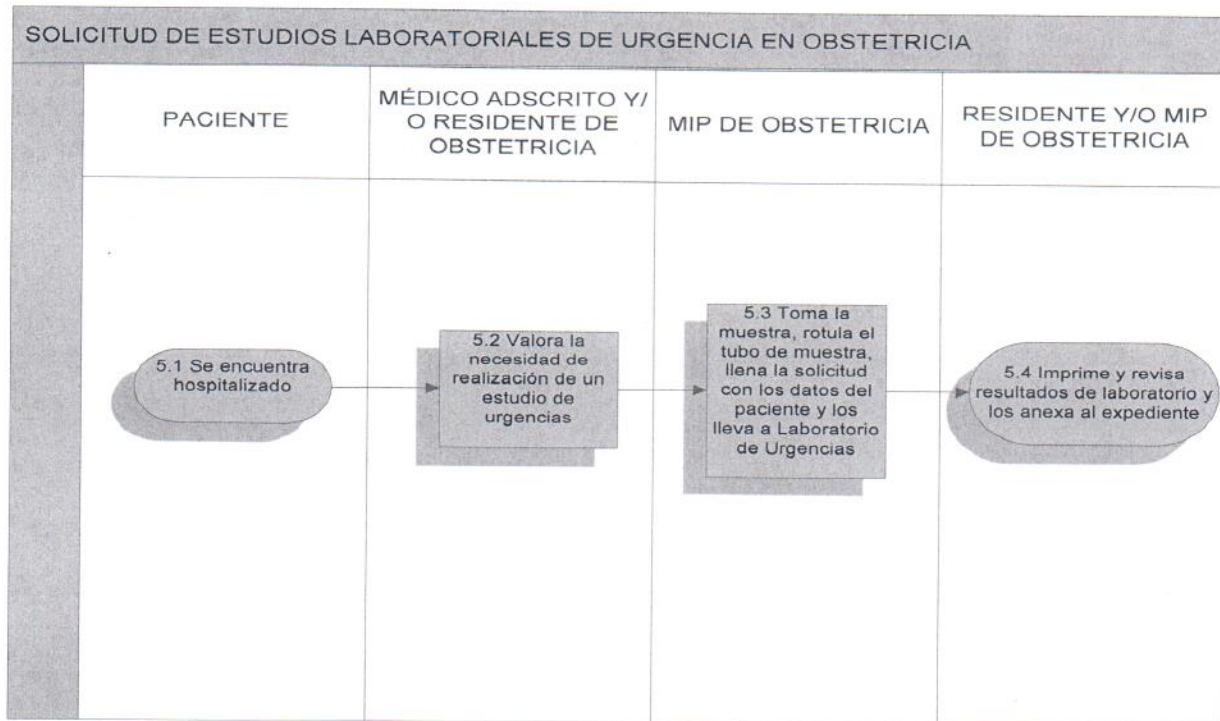 SOLICITUD DE ESTUDIOS LABORATORIALES DE URGENCIA EN OBSTETRICIA
PACIENTE
MÉDICO ADSCRITO Y/
O RESIDENTE DE
OBSTETRICIA
MIP DE OBSTETRICIA
RESIDENTE Y/O MIP
DE OBSTETRICIA
5.1 Se encuentra
hospitalizado
5.2 Valora la
necesidad de
realización de un
estudio de
urgencias
5.3 Toma la
muestra, rotula el
tubo de muestra,
llena la solicitud
con los datos del
paciente y los
lleva a Laboratorio
de Urgencias
5.4 Imprime y revisa
resultados de laboratorio y
los anexa al expediente